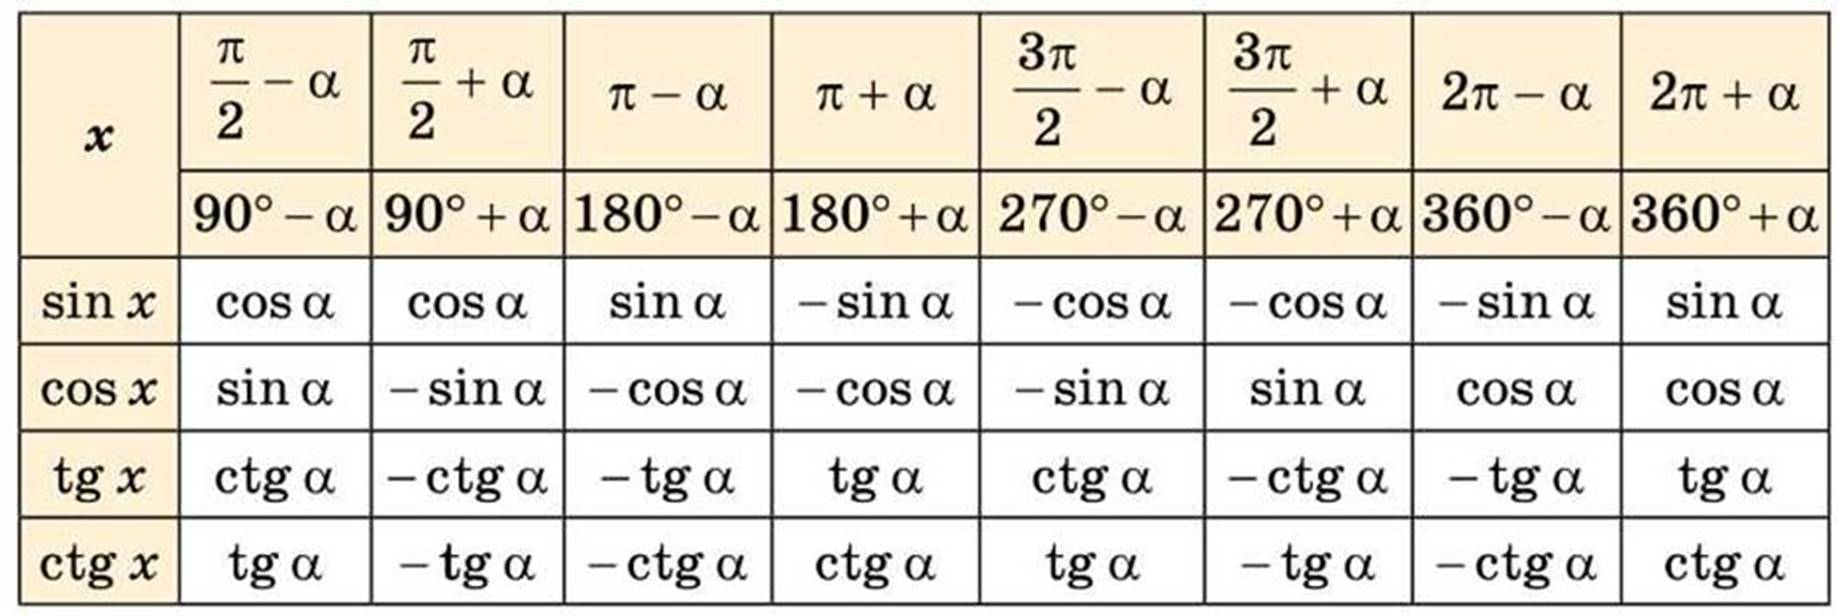 x | π/2 − α | π/2 + α | π − α | π + α | 3π/2 − α | 3π/2 + α | 2π − α | 2π + α
90° − α | 90° + α | 180° − α | 180° + α | 270° − α | 270° + α | 360° − α | 360° + α
sin x | cos α | cos α | sin α | − sin α | − cos α | − cos α | − sin α | sin α
cos x | sin α | − sin α | − cos α | − cos α | − sin α | sin α | cos α | cos α
tg x | ctg α | − ctg α | − tg α | tg α | ctg α | − ctg α | − tg α | tg α
ctg x | tg α | − tg α | − ctg α | ctg α | tg α | − tg α | − ctg α | ctg α